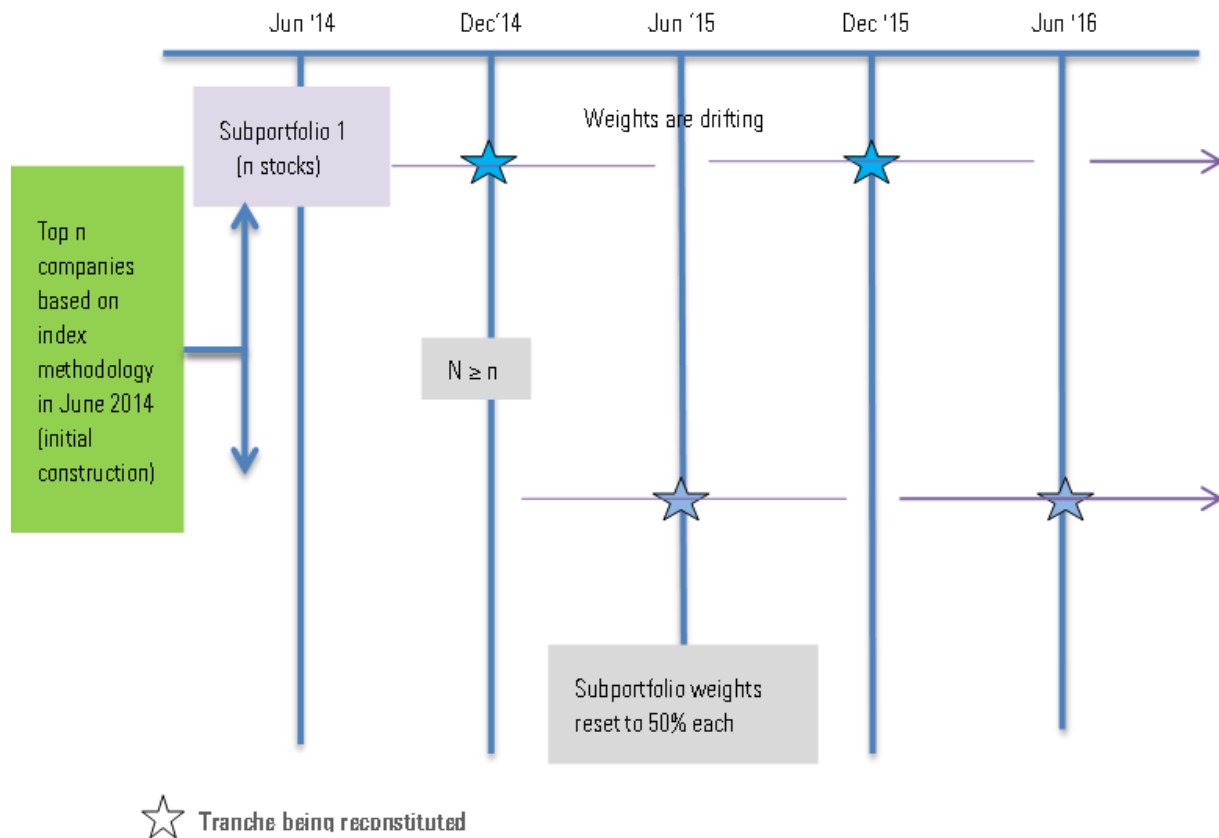 Jun '14
Dec'14
Jun '15
Dec '15
Jun '16
Subportfolio 1
(n stocks)
Weights are drifting
Top n
companies
based on
index
methodology
in June 2014
(initial
construction)
N ≥ n
Subportfolio weights
reset to 50% each
Tranche being reconstituted